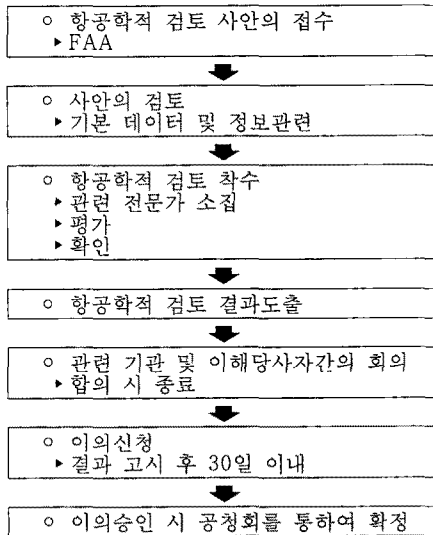 ○ 항공학적 검토 사안의 접수
▸FAA
○ 사안의 검토
▸기본 데이터 및 정보관련
○ 항공학적 검토 착수
▸관련 전문가 소집
▸평가
▸확인
○ 항공학적 검토 결과도출
○ 관련 기관 및 이해당사자간의 회의
▸합의 시 종료
○ 이의신청
▸결과 고시 후 30일 이내
○ 이의승인 시 공청회를 통하여 확정